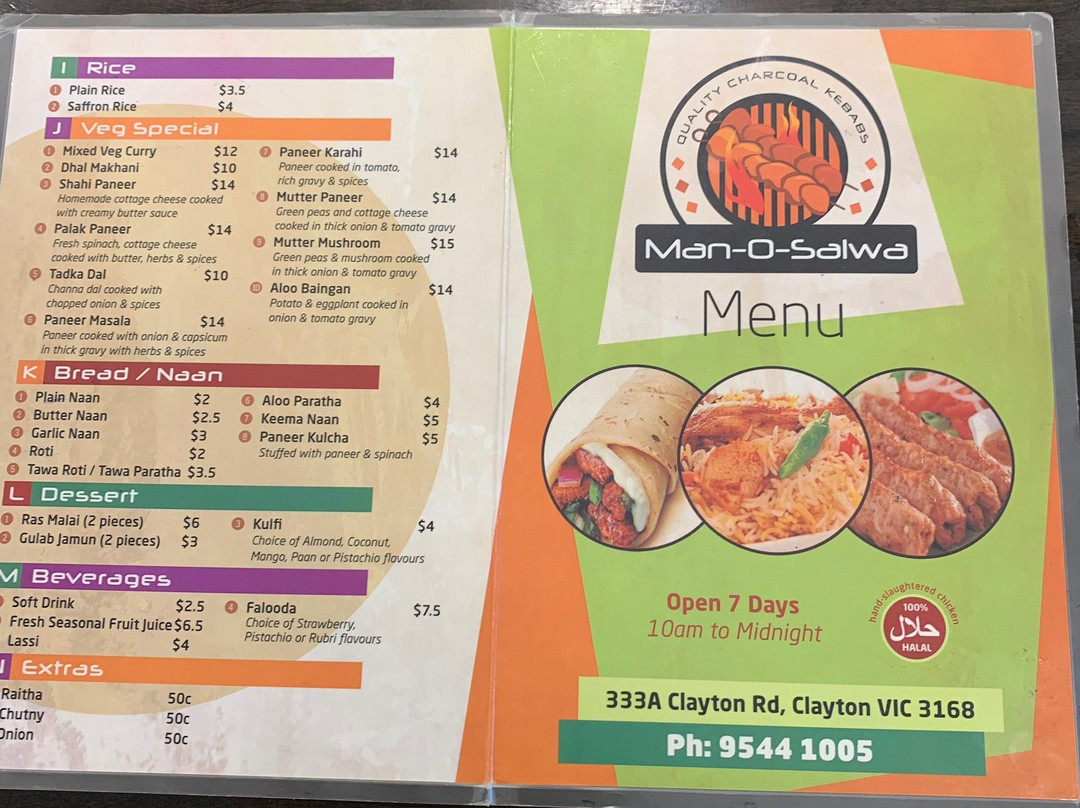 I Rice
1 Plain Rice $3.5
2 Saffron Rice $4
J Veg Special
1 Mixed Veg Curry $12
2 Dhal Makhani $10
3 Shahi Paneer $14
Homemade cottage cheese cooked
with creamy butter sauce
4 Palak Paneer $14
Fresh spinach, cottage cheese
cooked with butter, herbs & spices
5 Tadka Dal $10
Channa dal cooked with
chopped onion & spices
6 Paneer Masala $14
Paneer cooked with onion & capsicum
in thick gravy with herbs & spices
7 Paneer Karahi $14
Paneer cooked in tomato,
rich gravy & spices
8 Mutter Paneer $14
Green peas and cottage cheese
cooked in thick onion & tomato gravy
9 Mutter Mushroom $15
Green peas & mushroom cooked
in thick onion & tomato gravy
10 Aloo Baingan $14
Potato & eggplant cooked in
onion & tomato gravy
K Bread / Naan
1 Plain Naan $2
2 Butter Naan $2.5
3 Garlic Naan $3
4 Roti $2
5 Tawa Roti / Tawa Paratha $3.5
6 Aloo Paratha $4
7 Keema Naan $5
8 Paneer Kulcha $5
Stuffed with paneer & spinach
L Dessert
1 Ras Malai (2 pieces) $6
2 Gulab Jamun (2 pieces) $3
3 Kulfi $4
Choice of Almond, Coconut,
Mango, Paan or Pistachio flavours
M Beverages
Soft Drink $2.5
Fresh Seasonal Fruit Juice $6.5
Lassi $4
4 Falooda $7.5
Choice of Strawberry,
Pistachio or Rubri flavours
Extras
Raitha 50c
Chutny 50c
Onion 50c
QUALITY CHARCOAL KEBABS
Man-O-Salwa
Menu
Open 7 Days
10am to Midnight
hand-slaughtered chicken
100%
حلال
HALAL
333A Clayton Rd, Clayton VIC 3168
Ph: 9544 1005